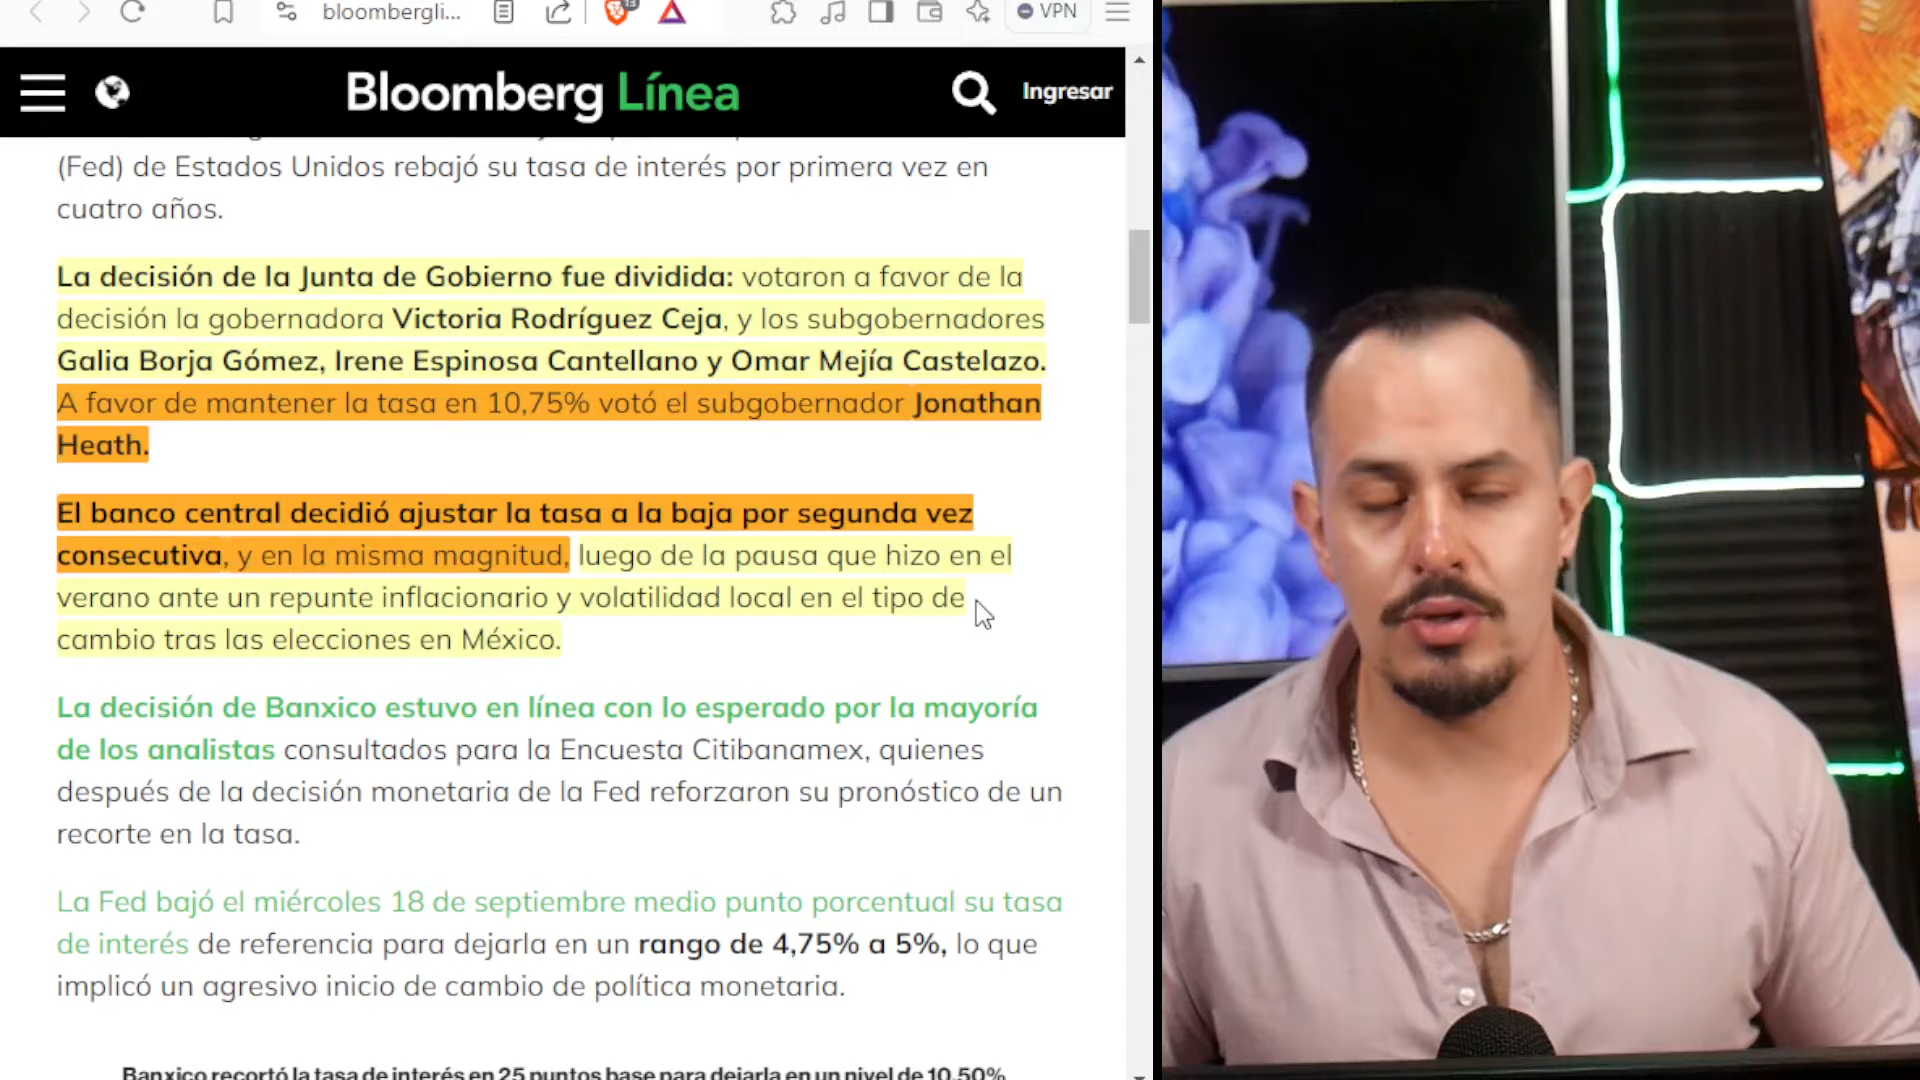 bloombergli...
VPN
Bloomberg Línea
Ingresar
(Fed) de Estados Unidos rebajó su tasa de interés por primera vez en
cuatro años.
La decisión de la Junta de Gobierno fue dividida: votaron a favor de la
decisión la gobernadora Victoria Rodríguez Ceja, y los subgobernadores
Galia Borja Gómez, Irene Espinosa Cantellano y Omar Mejía Castelazo.
A favor de mantener la tasa en 10,75% votó el subgobernador Jonathan
Heath.
El banco central decidió ajustar la tasa a la baja por segunda vez
consecutiva, y en la misma magnitud, luego de la pausa que hizo en el
verano ante un repunte inflacionario y volatilidad local en el tipo de
cambio tras las elecciones en México.
La decisión de Banxico estuvo en línea con lo esperado por la mayoría
de los analistas consultados para la Encuesta Citibanamex, quienes
después de la decisión monetaria de la Fed reforzaron su pronóstico de un
recorte en la tasa.
La Fed bajó el miércoles 18 de septiembre medio punto porcentual su tasa
de interés de referencia para dejarla en un rango de 4,75% a 5%, lo que
implicó un agresivo inicio de cambio de política monetaria.
Banxico recortó la tasa de interés en 25 puntos base para dejarla en un nivel de 10,50%